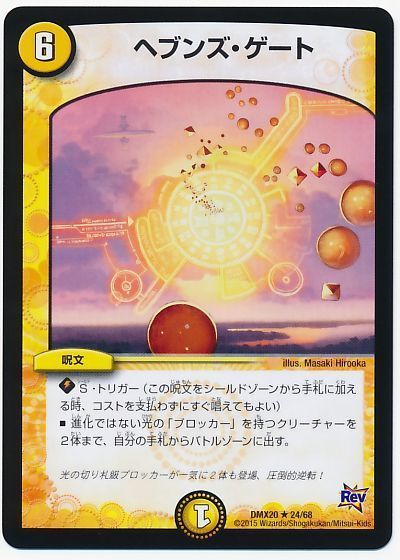 6
ヘブンズ・ゲート
呪文
illus. Masaki Hirooka
S・トリガー（この呪文をシールドゾーンから手札に加え
る時、コストを支払わずにすぐ唱えてもよい）
■ 進化ではない光の「ブロッカー」を持つクリーチャーを
２体まで、自分の手札からバトルゾーンに出す。
光の切り札級ブロッカーが一気に２体も登場、圧倒的逆転！
1
Rev
DMX20 ★ 24/68
©2015 Wizards/Shogakukan/Mitsui-Kids